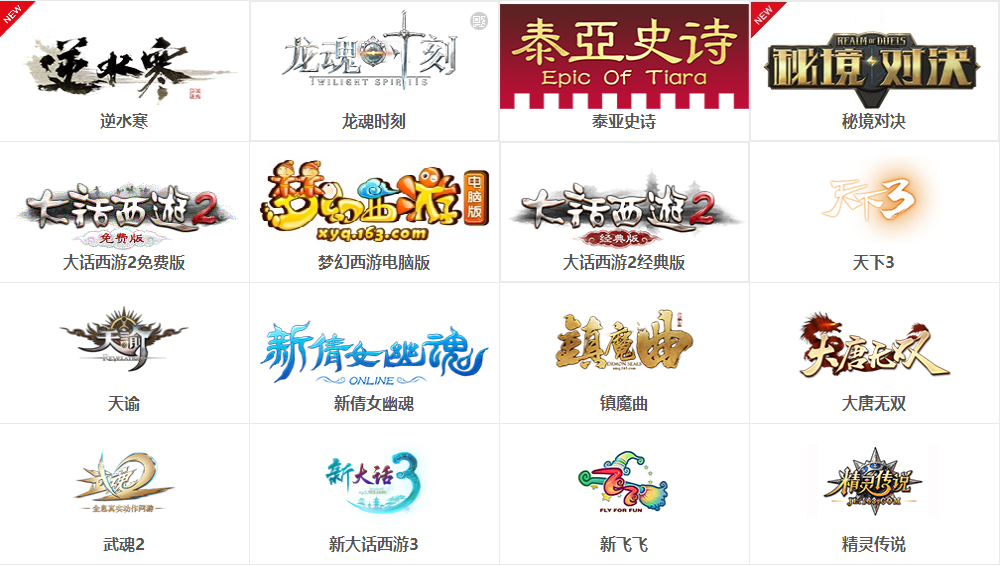 NEW
逆水寒
逆水寒
龙魂时刻
TWILIGHT SPIRITS
龙魂时刻
泰亞史诗
Epic Of Tiara
泰亚史诗
NEW
REALM OF DUELS
秘境对决
秘境对决
大话西游2
免费版
大话西游2免费版
梦幻西游
电脑版
xyq.163.com
梦幻西游电脑版
大话西游2
经典版
大话西游2经典版
天下3
天下3
天谕
REVELATION
天谕
新倩女幽魂
ONLINE
新倩女幽魂
鎮魔曲
镇魔曲
大唐无双
大唐无双
武魂2
全息真实动作网游
武魂2
新大话3
新大话西游3
飞飞
FLY FOR FUN
新飞飞
精灵传说
JL.163.COM
精灵传说